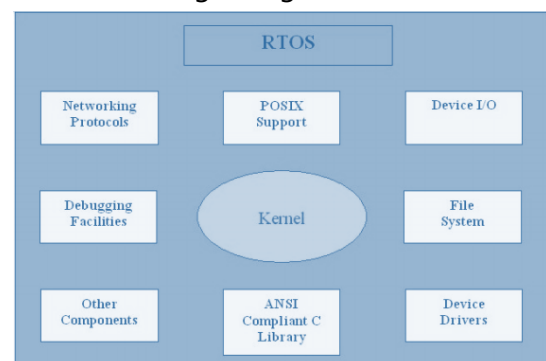 RTOS
Networking
Protocols
POSIX
Support
Device I/O
Debugging
Facilities
Kernel
File
System
Other
Components
ANSI
Compliant C
Library
Device
Drivers